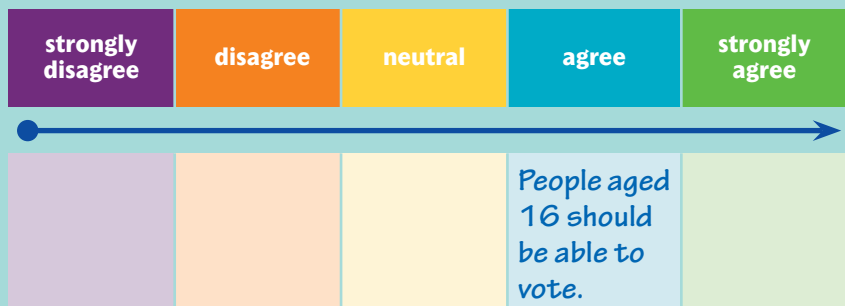 strongly
disagree
disagree
neutral
agree
strongly
agree
People aged
16 should
be able to
vote.